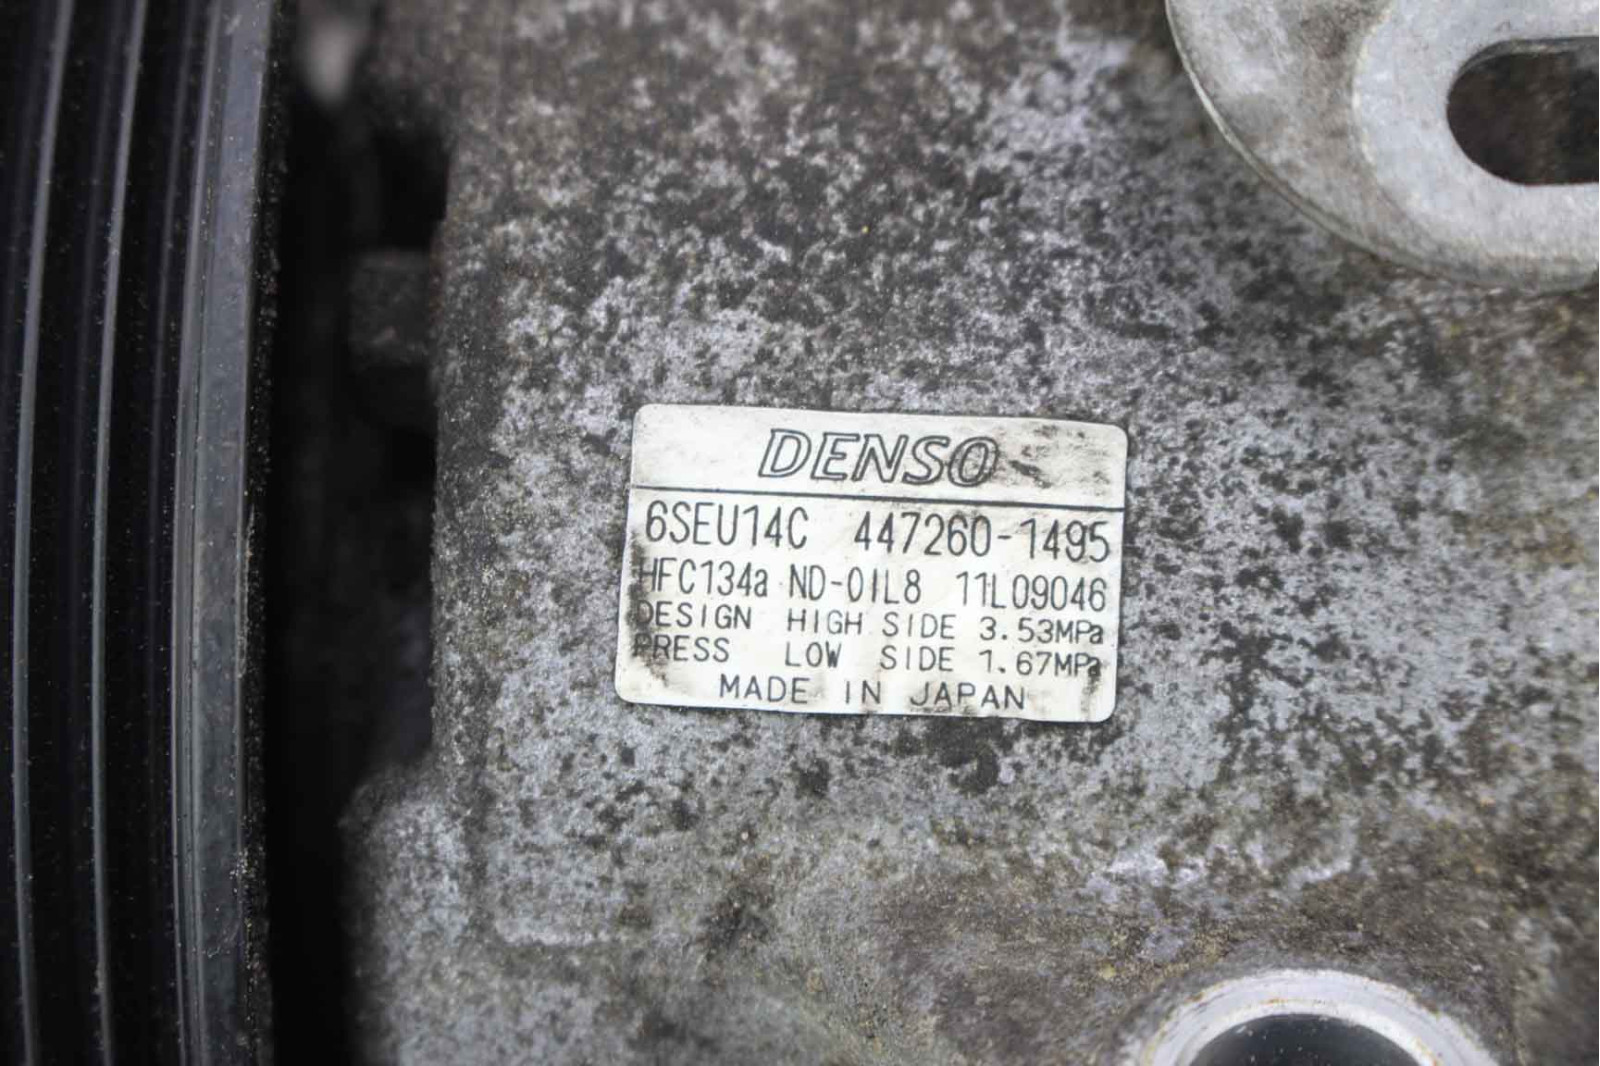 DENSO
6SEU14C 447260-1495
HFC134a ND-OIL8 11L09046
DESIGN HIGH SIDE 3.53MPa
PRESS LOW SIDE 1.67MPa
MADE IN JAPAN